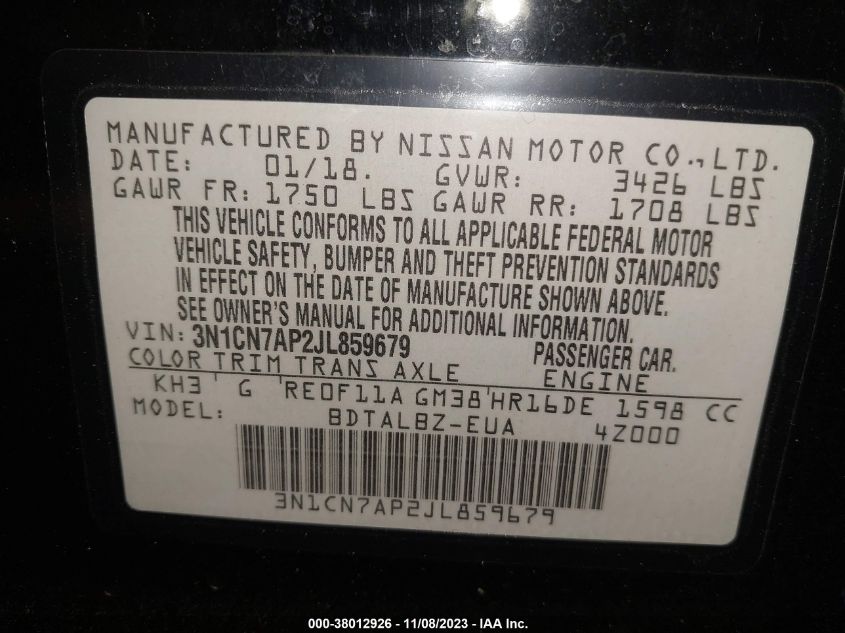 MANUFACTURED BY NISSAN MOTOR CO., LTD.
DATE: 01/18. GVWR: 3426 LBS
GAWR FR: 1750 LBS GAWR RR: 1708 LBS
THIS VEHICLE CONFORMS TO ALL APPLICABLE FEDERAL MOTOR
VEHICLE SAFETY, BUMPER AND THEFT PREVENTION STANDARDS
IN EFFECT ON THE DATE OF MANUFACTURE SHOWN ABOVE.
SEE OWNER'S MANUAL FOR ADDITIONAL INFORMATION.
VIN: 3N1CN7AP2JL859679 PASSENGER CAR.
COLOR TRIM TRANS AXLE ENGINE
KH3 G RE0F11A GM38 HR16DE 1598 CC
MODEL: BDTALBZ-EUA 4Z000
3N1CN7AP2JL859679
000-38012926 - 11/08/2023 - IAA Inc.